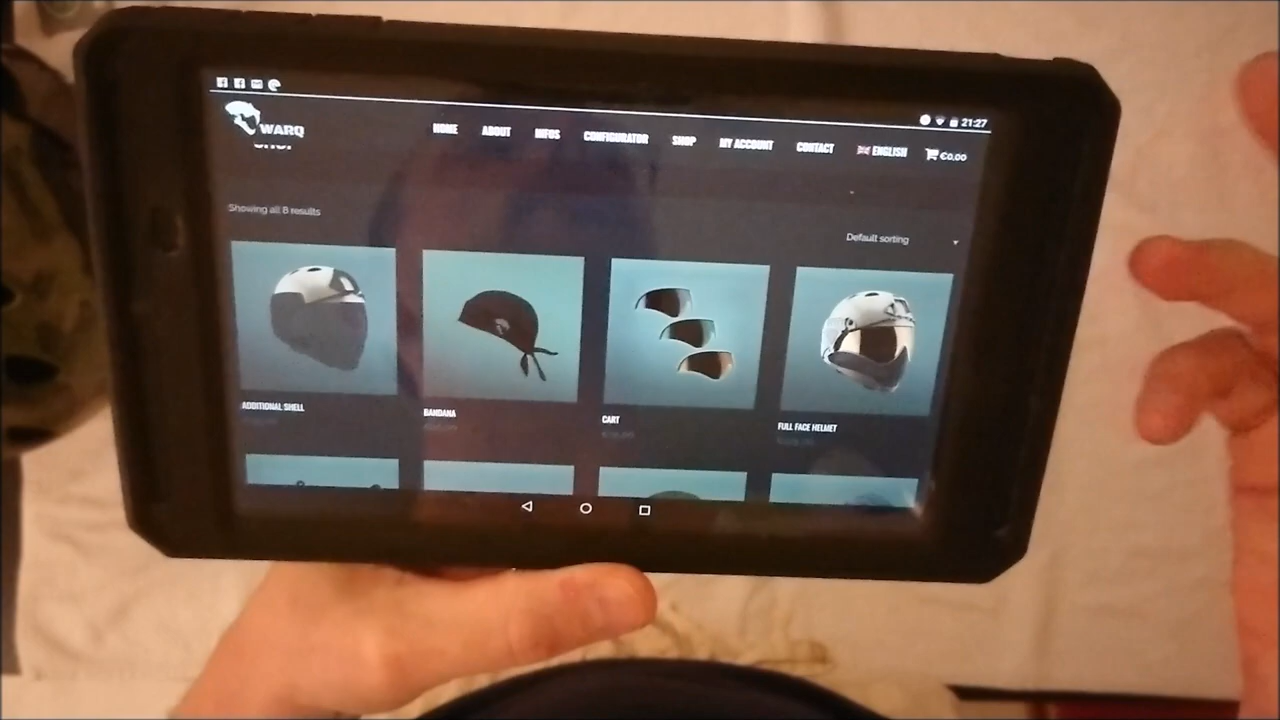 21:27
WARQ
HOME ABOUT INFOS CONFIGURATOR SHOP MY ACCOUNT CONTACT ENGLISH €0,00
SHOP
Showing all 8 results
Default sorting
ADDITIONAL SHELL
BANDANA
CART
FULL FACE HELMET